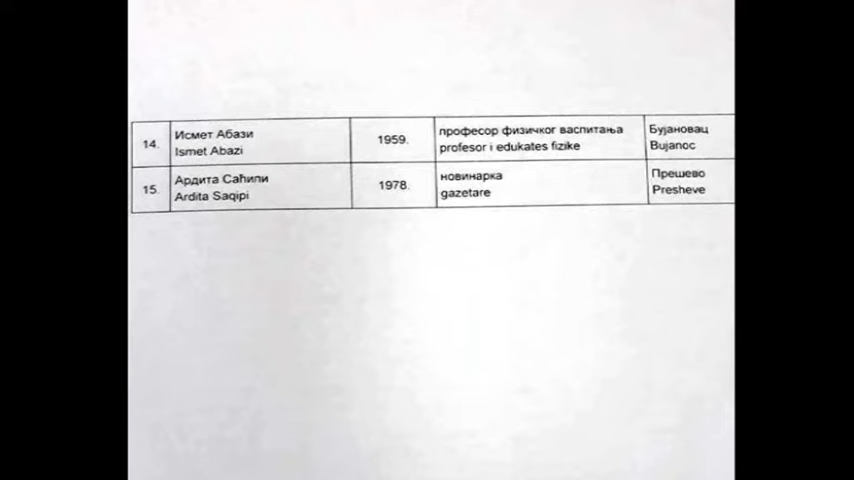 14.
Исмет Абази
Ismet Abazi
1959.
професор физичког васпитања
profesor i edukates fizike
Бујановац
Bujanoc
15.
Ардита Саћипи
Ardita Saqipi
1978.
новинарка
gazetare
Прешево
Presheve